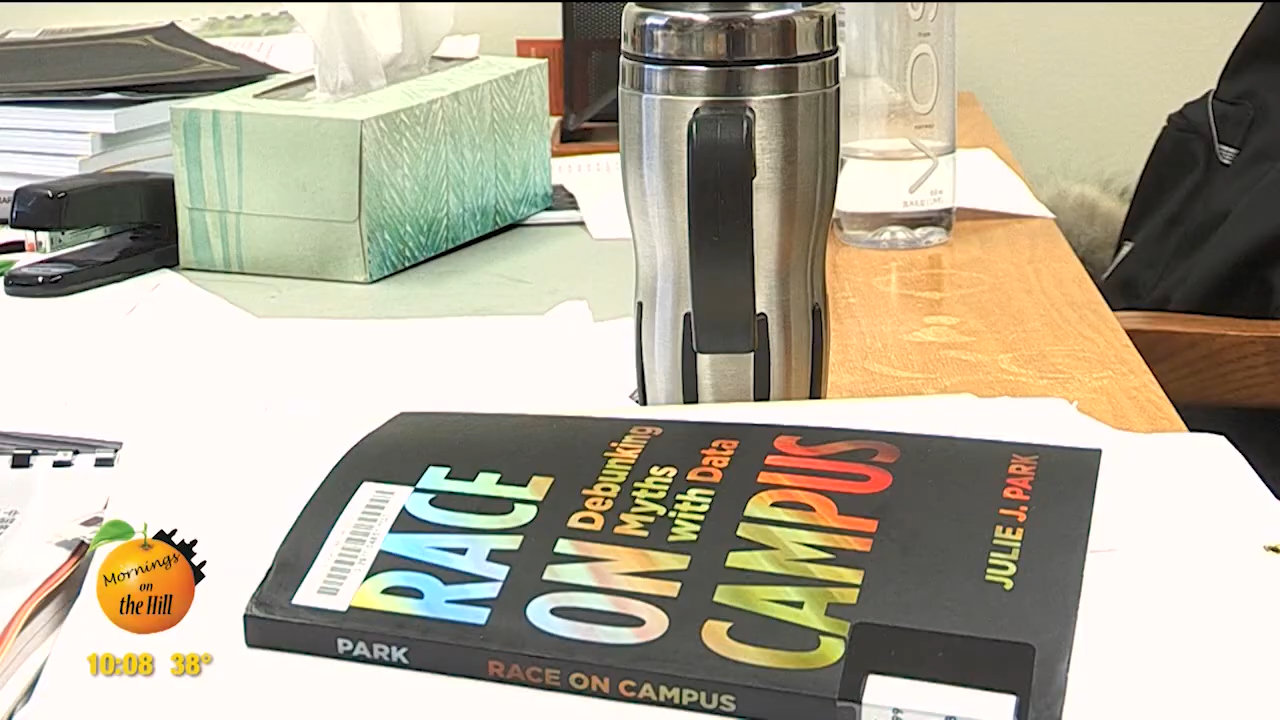 RACE
ON
Debunking
Myths
with Data
CAMPUS
JULIE J. PARK
PARK
RACE ON CAMPUS
Mornings
on
the Hill
10:08 38°